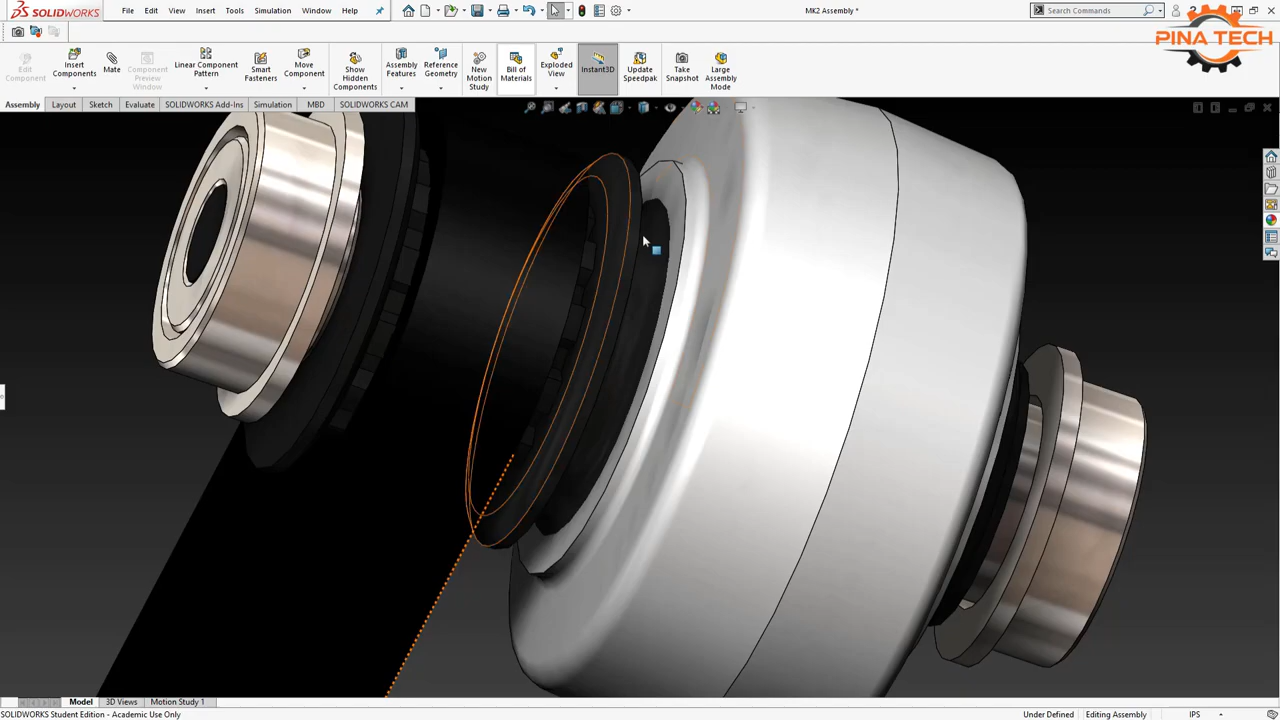 SOLIDWORKS
File
Edit
View
Insert
Tools
Simulation
Window
Help
MK2 Assembly *
Search Commands
PINA TECH
Edit
Component
Insert
Components
Mate
Component
Preview
Window
Linear Component
Pattern
Smart
Fasteners
Move
Component
Show
Hidden
Components
Assembly
Features
Reference
Geometry
New
Motion
Study
Bill of
Materials
Exploded
View
Instant3D
Update
Speedpak
Take
Snapshot
Large
Assembly
Mode
Assembly
Layout
Sketch
Evaluate
SOLIDWORKS Add-Ins
Simulation
MBD
SOLIDWORKS CAM
Model
3D Views
Motion Study 1
SOLIDWORKS Student Edition - Academic Use Only
Under Defined
Editing Assembly
IPS